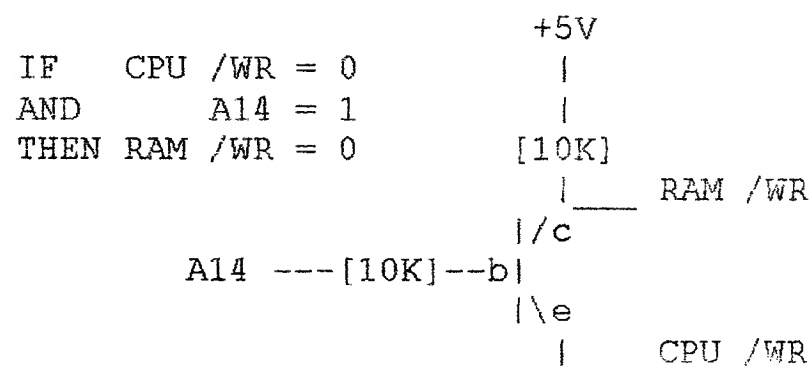 +5V
IF   CPU /WR = 0            |
AND      A14 = 1            |
THEN RAM /WR = 0          [10K]
                            |___ RAM /WR
                          |/c
         A14 ---[10K]--b|
                          |\e
                            |    CPU /WR